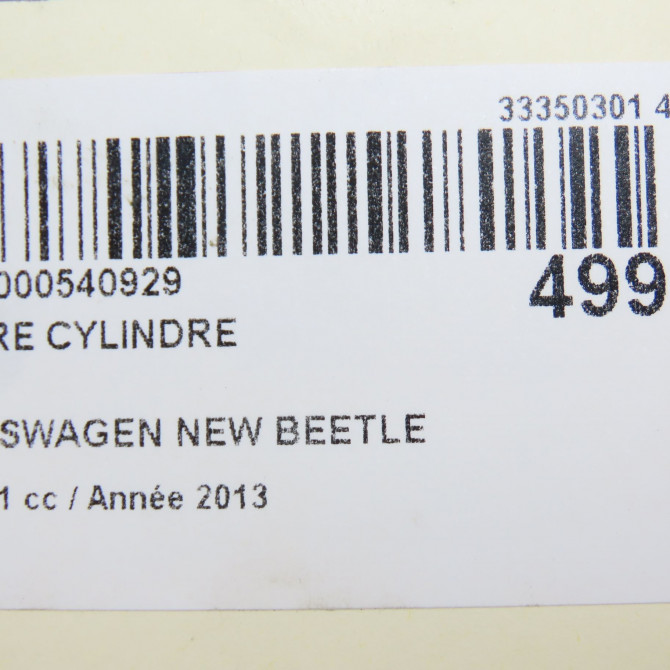 33350301 4
000540929
499
RE CYLINDRE
SWAGEN NEW BEETLE
1 cc / Année 2013